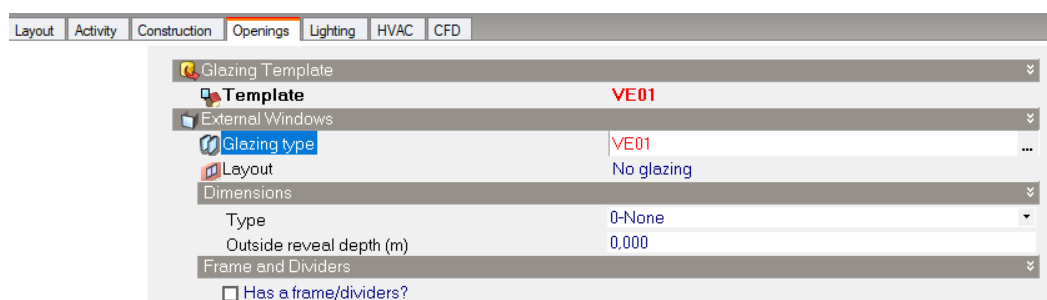 Layout Activity Construction Openings Lighting HVAC CFD
Glazing Template
Template VE01
External Windows
Glazing type VE01 ...
Layout No glazing
Dimensions
Type 0-None
Outside reveal depth (m) 0,000
Frame and Dividers
Has a frame/dividers?